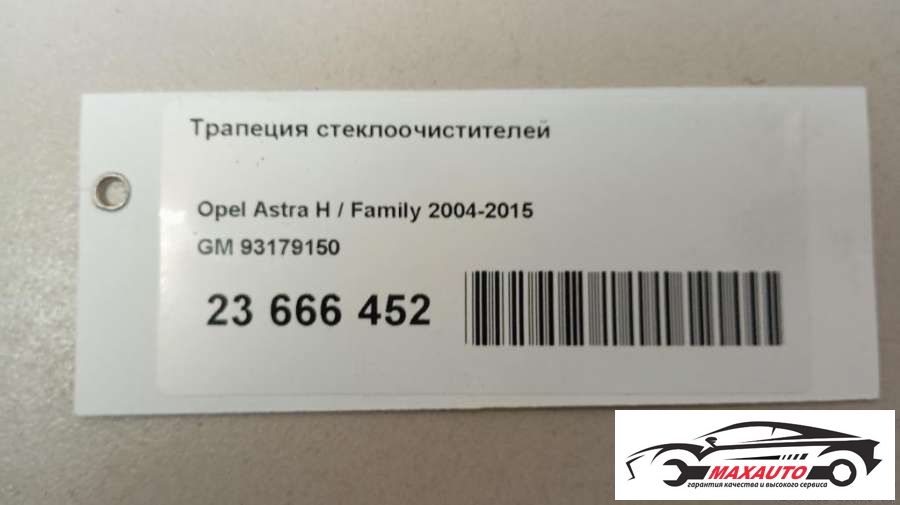 Трапеция стеклоочистителей
Opel Astra H / Family 2004-2015
GM 93179150
23 666 452
MAXAUTO
гарантия качества и высокого сервиса